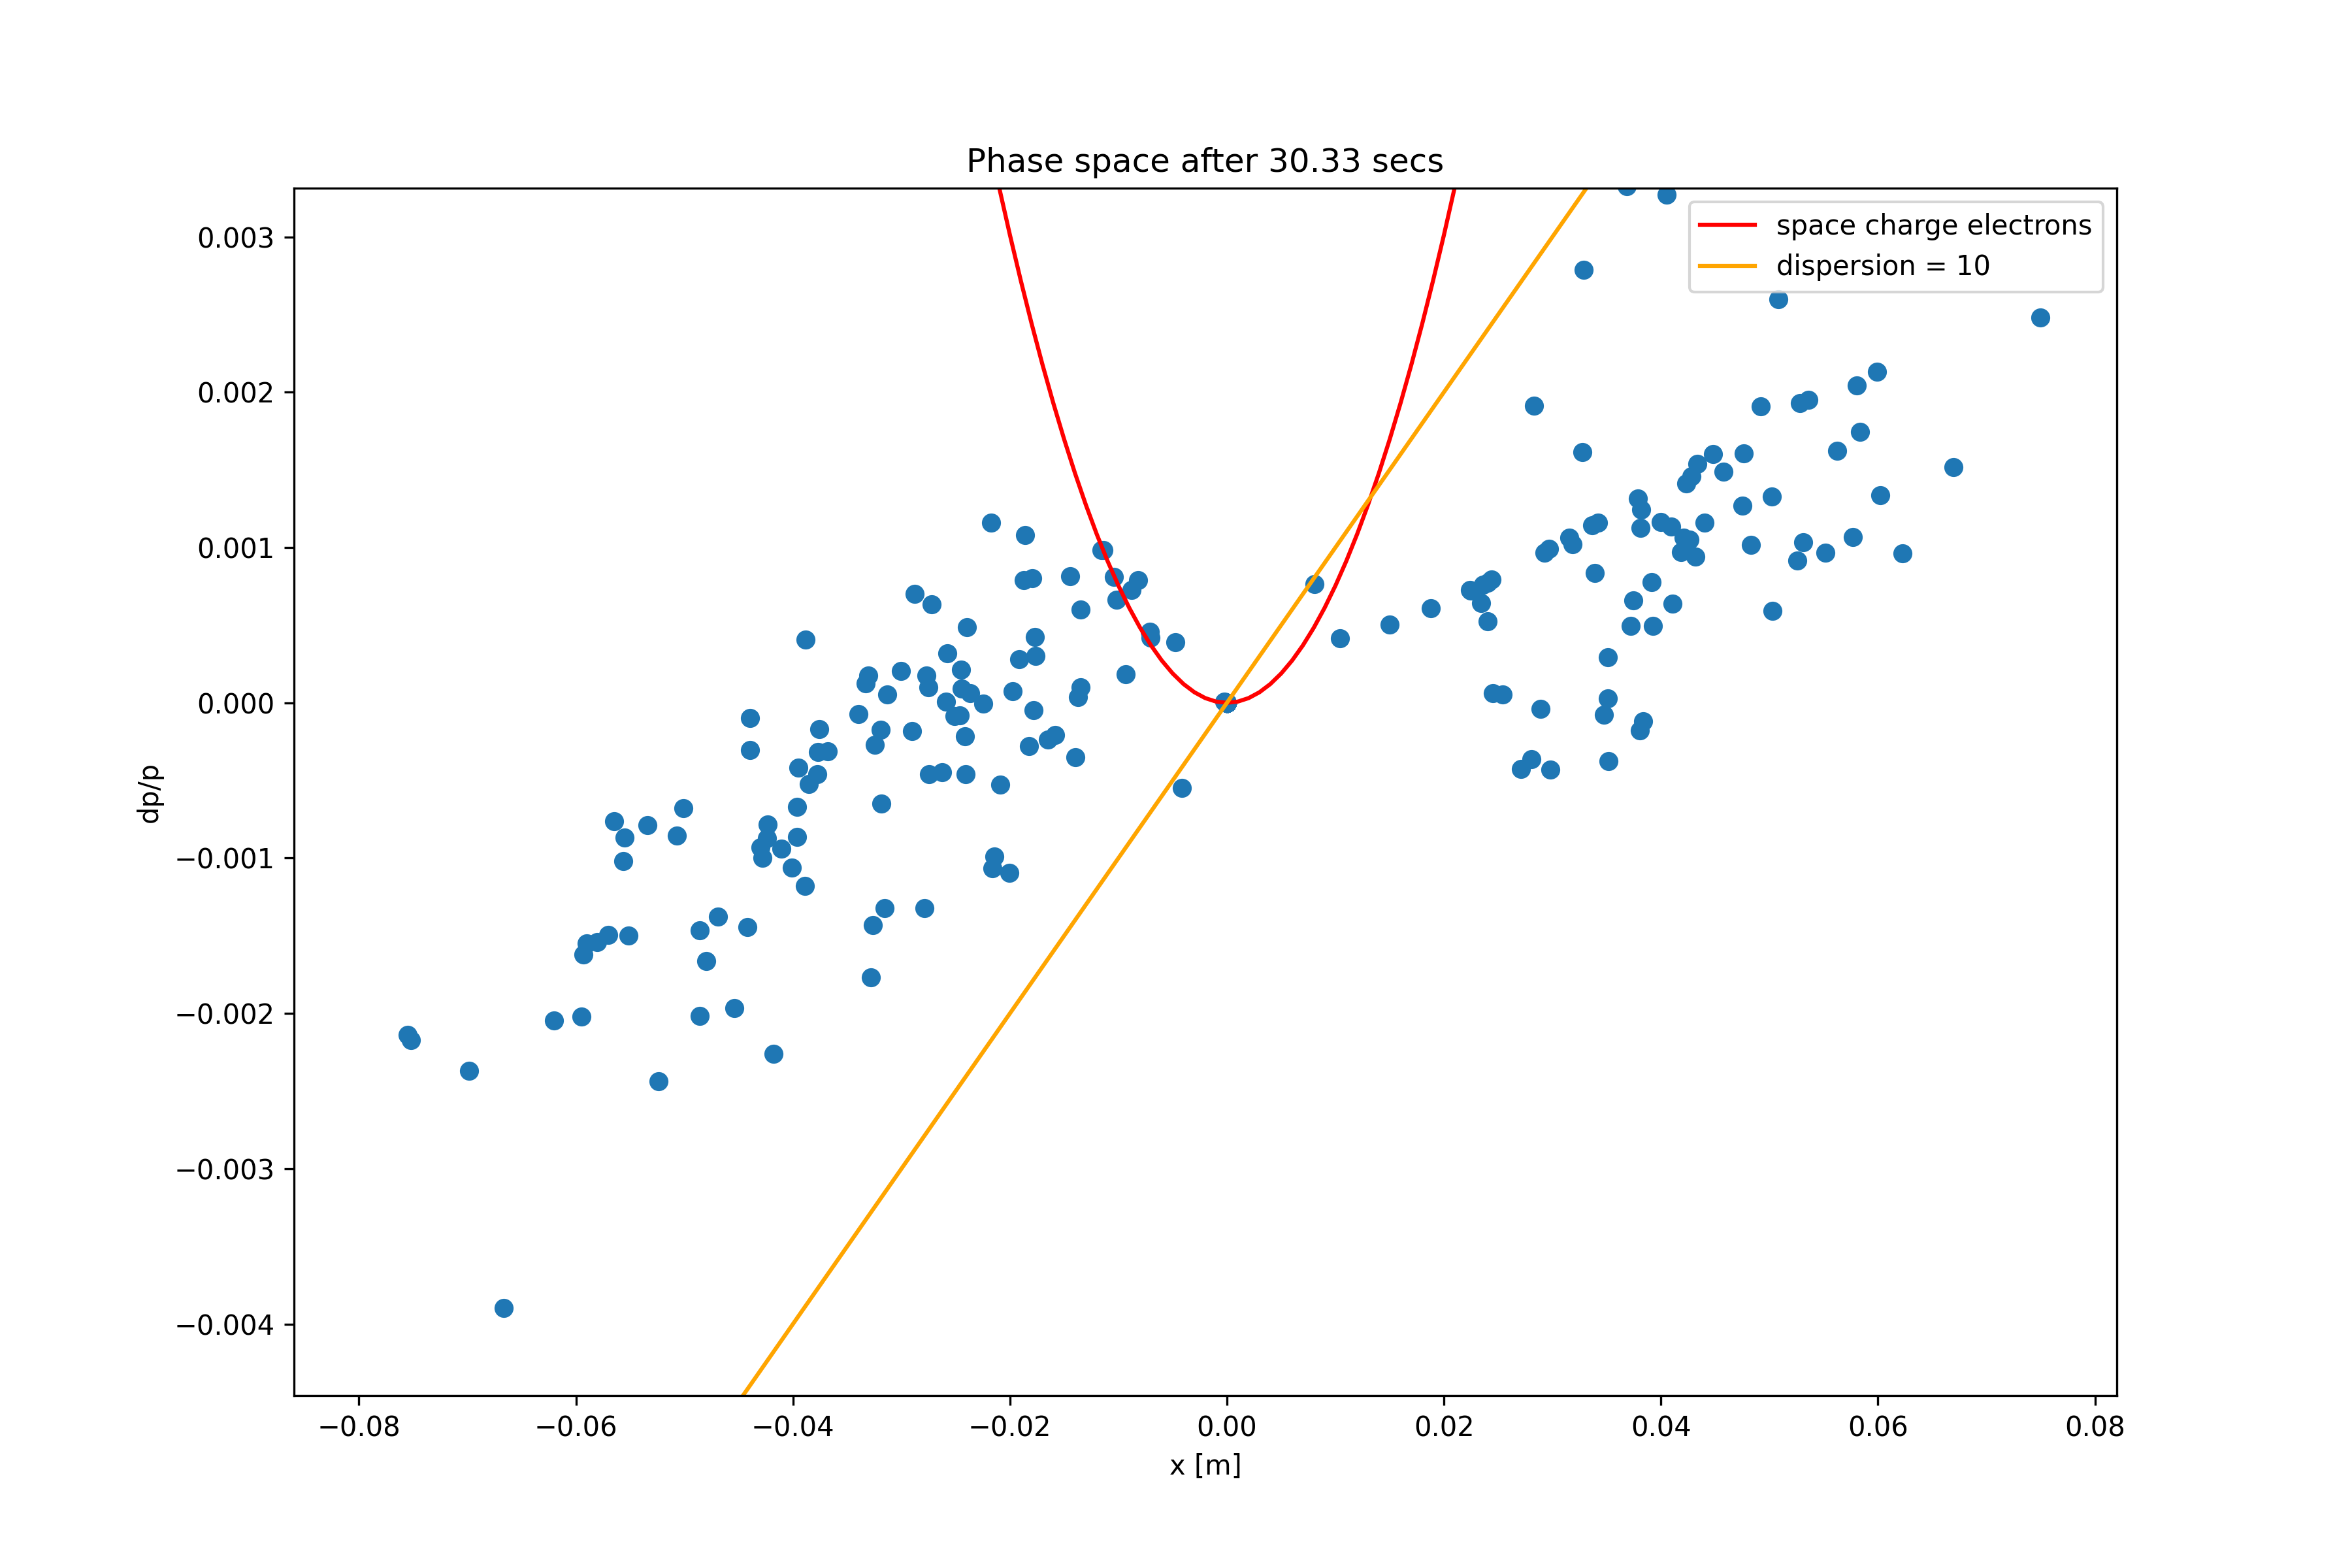 Phase space after 30.33 secs
space charge electrons
dispersion = 10
0.003
0.002
0.001
0.000
−0.001
−0.002
−0.003
−0.004
dp/p
−0.08 −0.06 −0.04 −0.02 0.00 0.02 0.04 0.06 0.08
x [m]